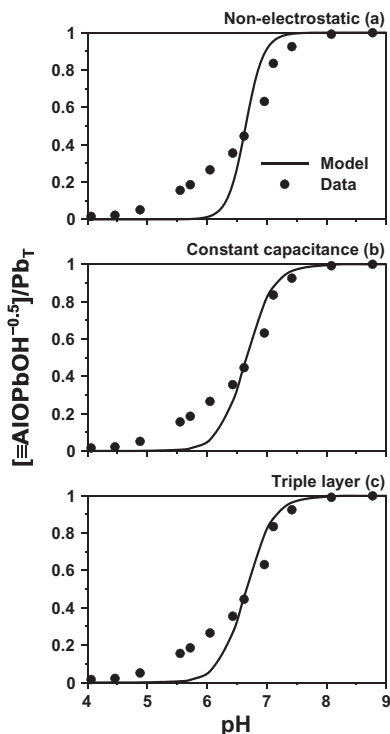 Non-electrostatic (a)
1
0.8
0.6
0.4
0.2
0
Model
Data
Constant capacitance (b)
1
0.8
0.6
0.4
0.2
0
[≡AlOPbOH⁻⁰·⁵]/Pb_T
Triple layer (c)
1
0.8
0.6
0.4
0.2
0
4 5 6 7 8 9
pH